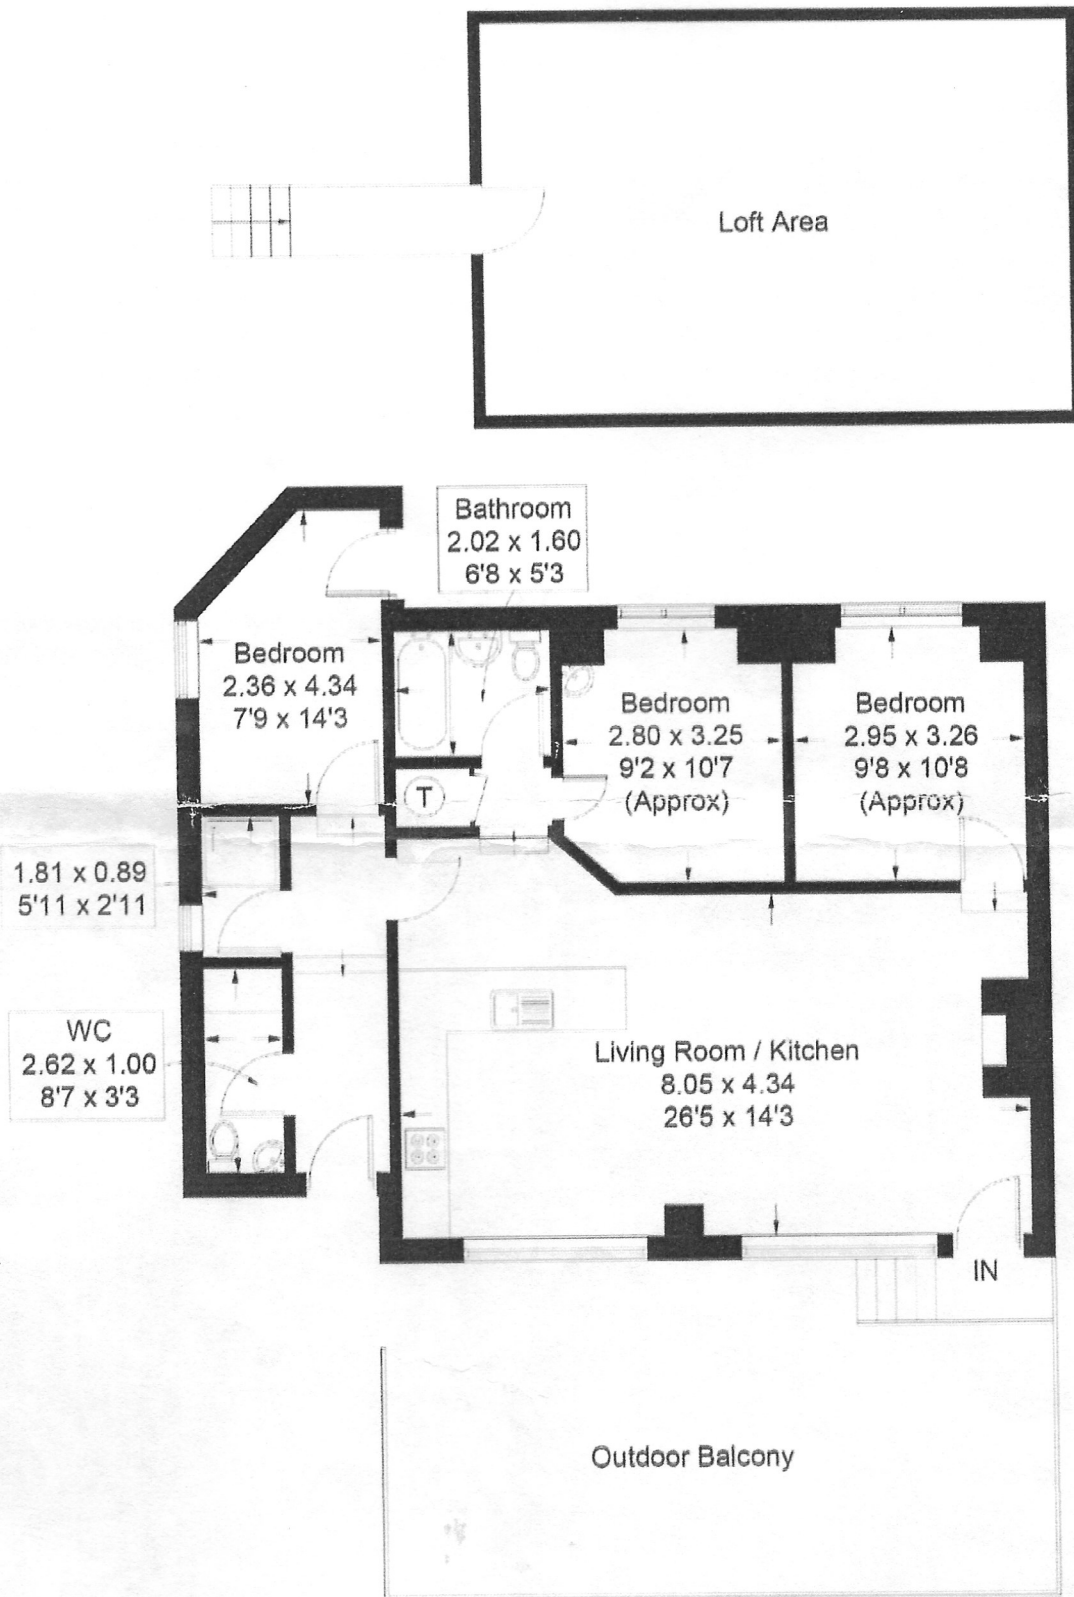 Loft Area
Bathroom
2.02 x 1.60
6'8 x 5'3
Bedroom
2.36 x 4.34
7'9 x 14'3
Bedroom
2.80 x 3.25
9'2 x 10'7
(Approx)
Bedroom
2.95 x 3.26
9'8 x 10'8
(Approx)
T
1.81 x 0.89
5'11 x 2'11
WC
2.62 x 1.00
8'7 x 3'3
Living Room / Kitchen
8.05 x 4.34
26'5 x 14'3
IN
Outdoor Balcony